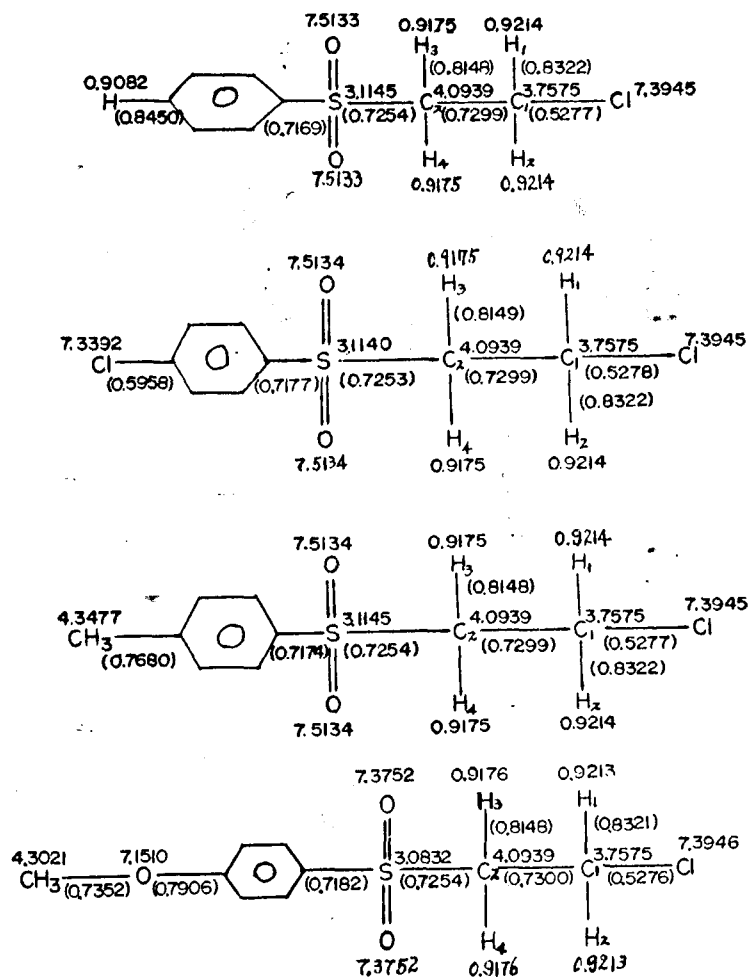 7.5133 0.9175 0.9214
O H₃ H₁
0.9082 (0.8148) (0.8322)
H S 3.1145 C₂ 4.0939 C₁ 3.7575 Cl 7.3945
(0.8450) O (0.7169) (0.7254) (0.7299) (0.5277)
O H₄ H₂
7.5133 0.9175 0.9214
7.5134 0.9175 0.9214
O H₃ H₁
7.3392 (0.8149) 7.3945
Cl O S 3.1140 C₂ 4.0939 C₁ 3.7575 Cl
(0.5958) (0.7177) (0.7253) (0.7299) (0.5278)
(0.8322)
O H₄ H₂
7.5134 0.9175 0.9214
7.5134 0.9175 0.9214
O H₃ H₁
4.3477 (0.8148) 7.3945
CH₃ O S 3.1145 C₂ 4.0939 C₁ 3.7575 Cl
(0.7680) (0.7174) (0.7254) (0.7299) (0.5277)
(0.8322)
O H₄ H₂
7.5134 0.9175 0.9214
7.3752 0.9176 0.9213
O H₃ H₁
(0.8148) (0.8321)
4.3021 7.1510 3.0832 4.0939 3.7575 7.3946
CH₃ O O S C₂ C₁ Cl
(0.7352) (0.7906) (0.7182) (0.7254) (0.7300) (0.5276)
O H₄ H₂
7.3752 0.9176 0.9213